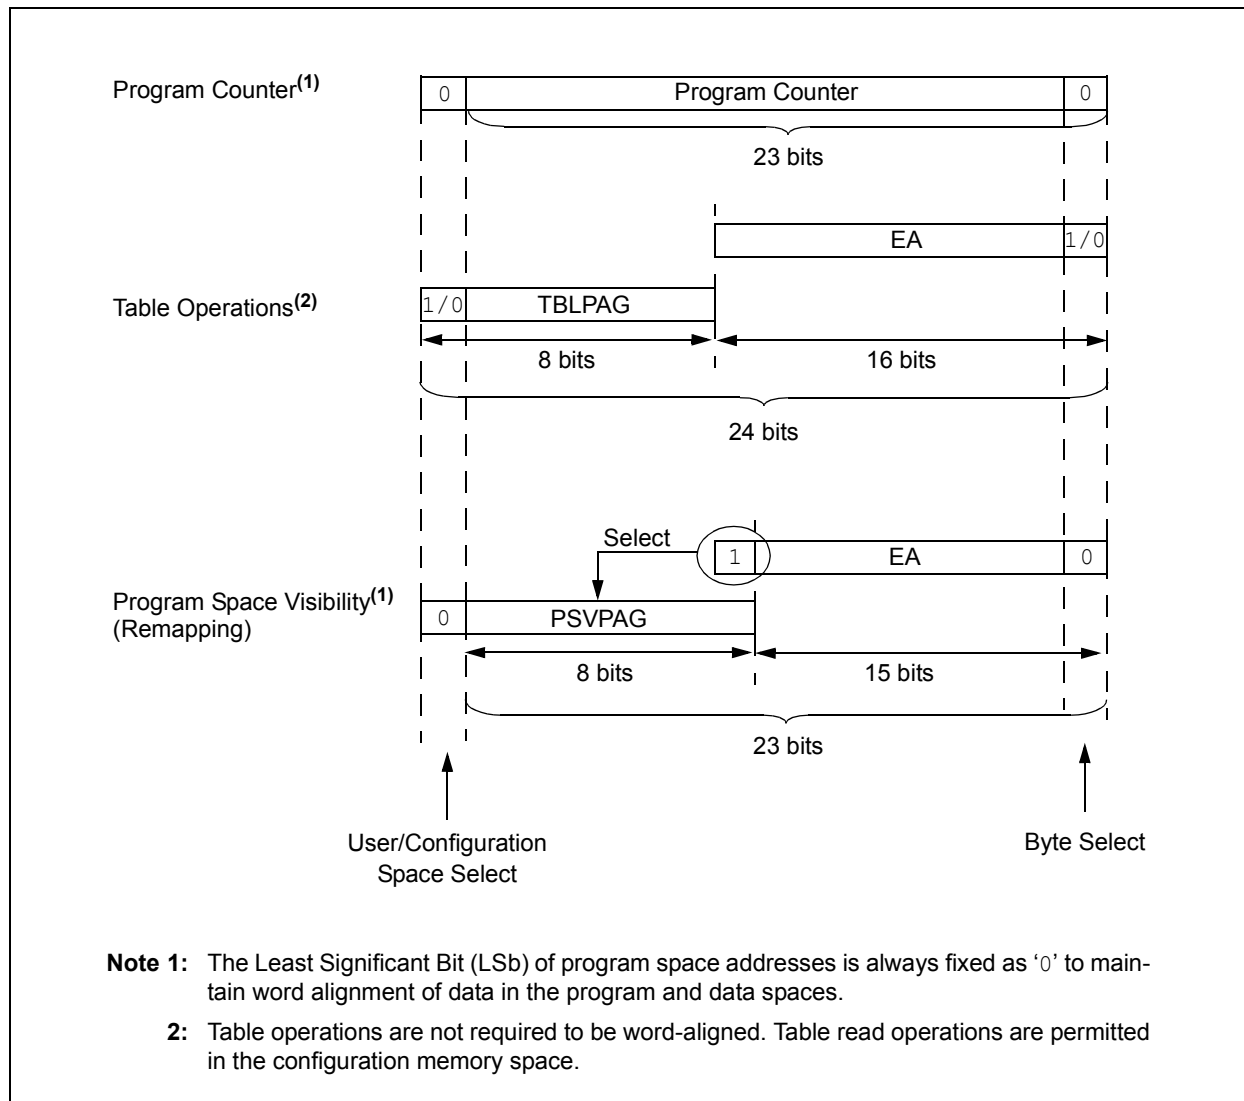 Program Counter(1)
0
Program Counter
0
23 bits
EA
1/0
Table Operations(2)
1/0
TBLPAG
8 bits
16 bits
24 bits
Select
1
EA
0
Program Space Visibility(1)
(Remapping)
0
PSVPAG
8 bits
15 bits
23 bits
User/Configuration
Space Select
Byte Select
Note 1: The Least Significant Bit (LSb) of program space addresses is always fixed as ‘0’ to main-
tain word alignment of data in the program and data spaces.
2: Table operations are not required to be word-aligned. Table read operations are permitted
in the configuration memory space.